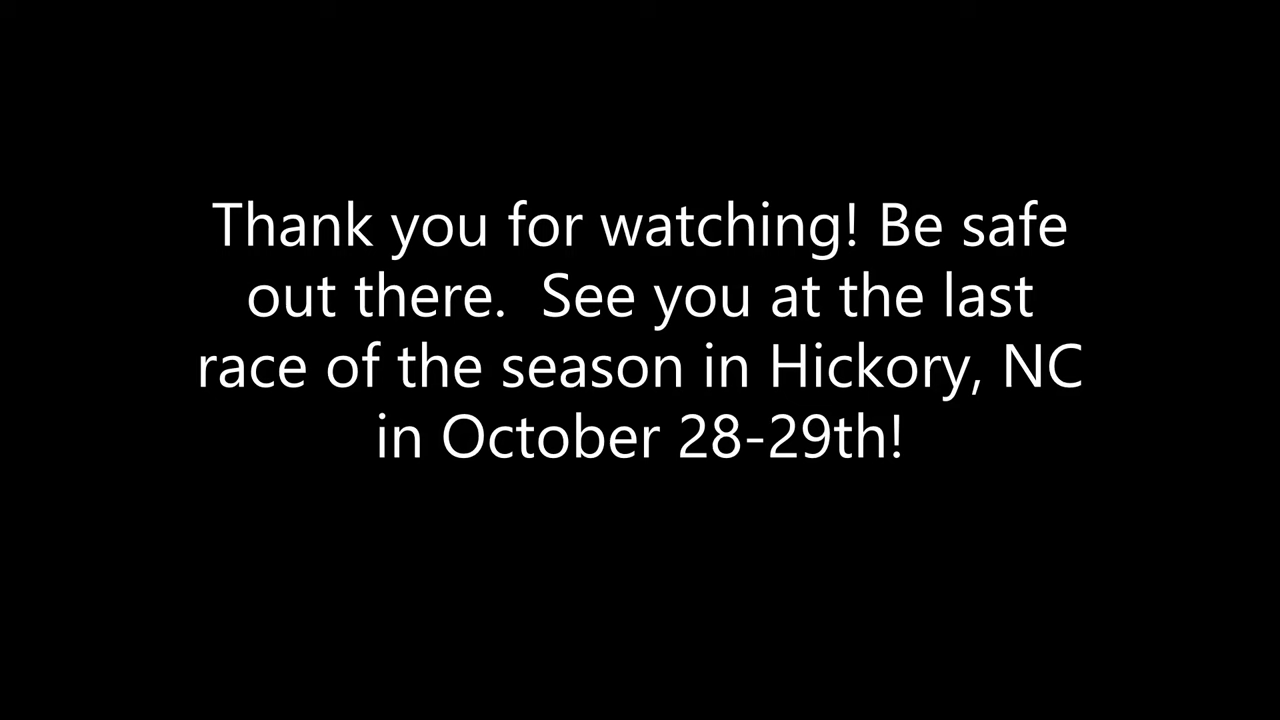 Thank you for watching! Be safe
out there.  See you at the last
race of the season in Hickory, NC
in October 28-29th!